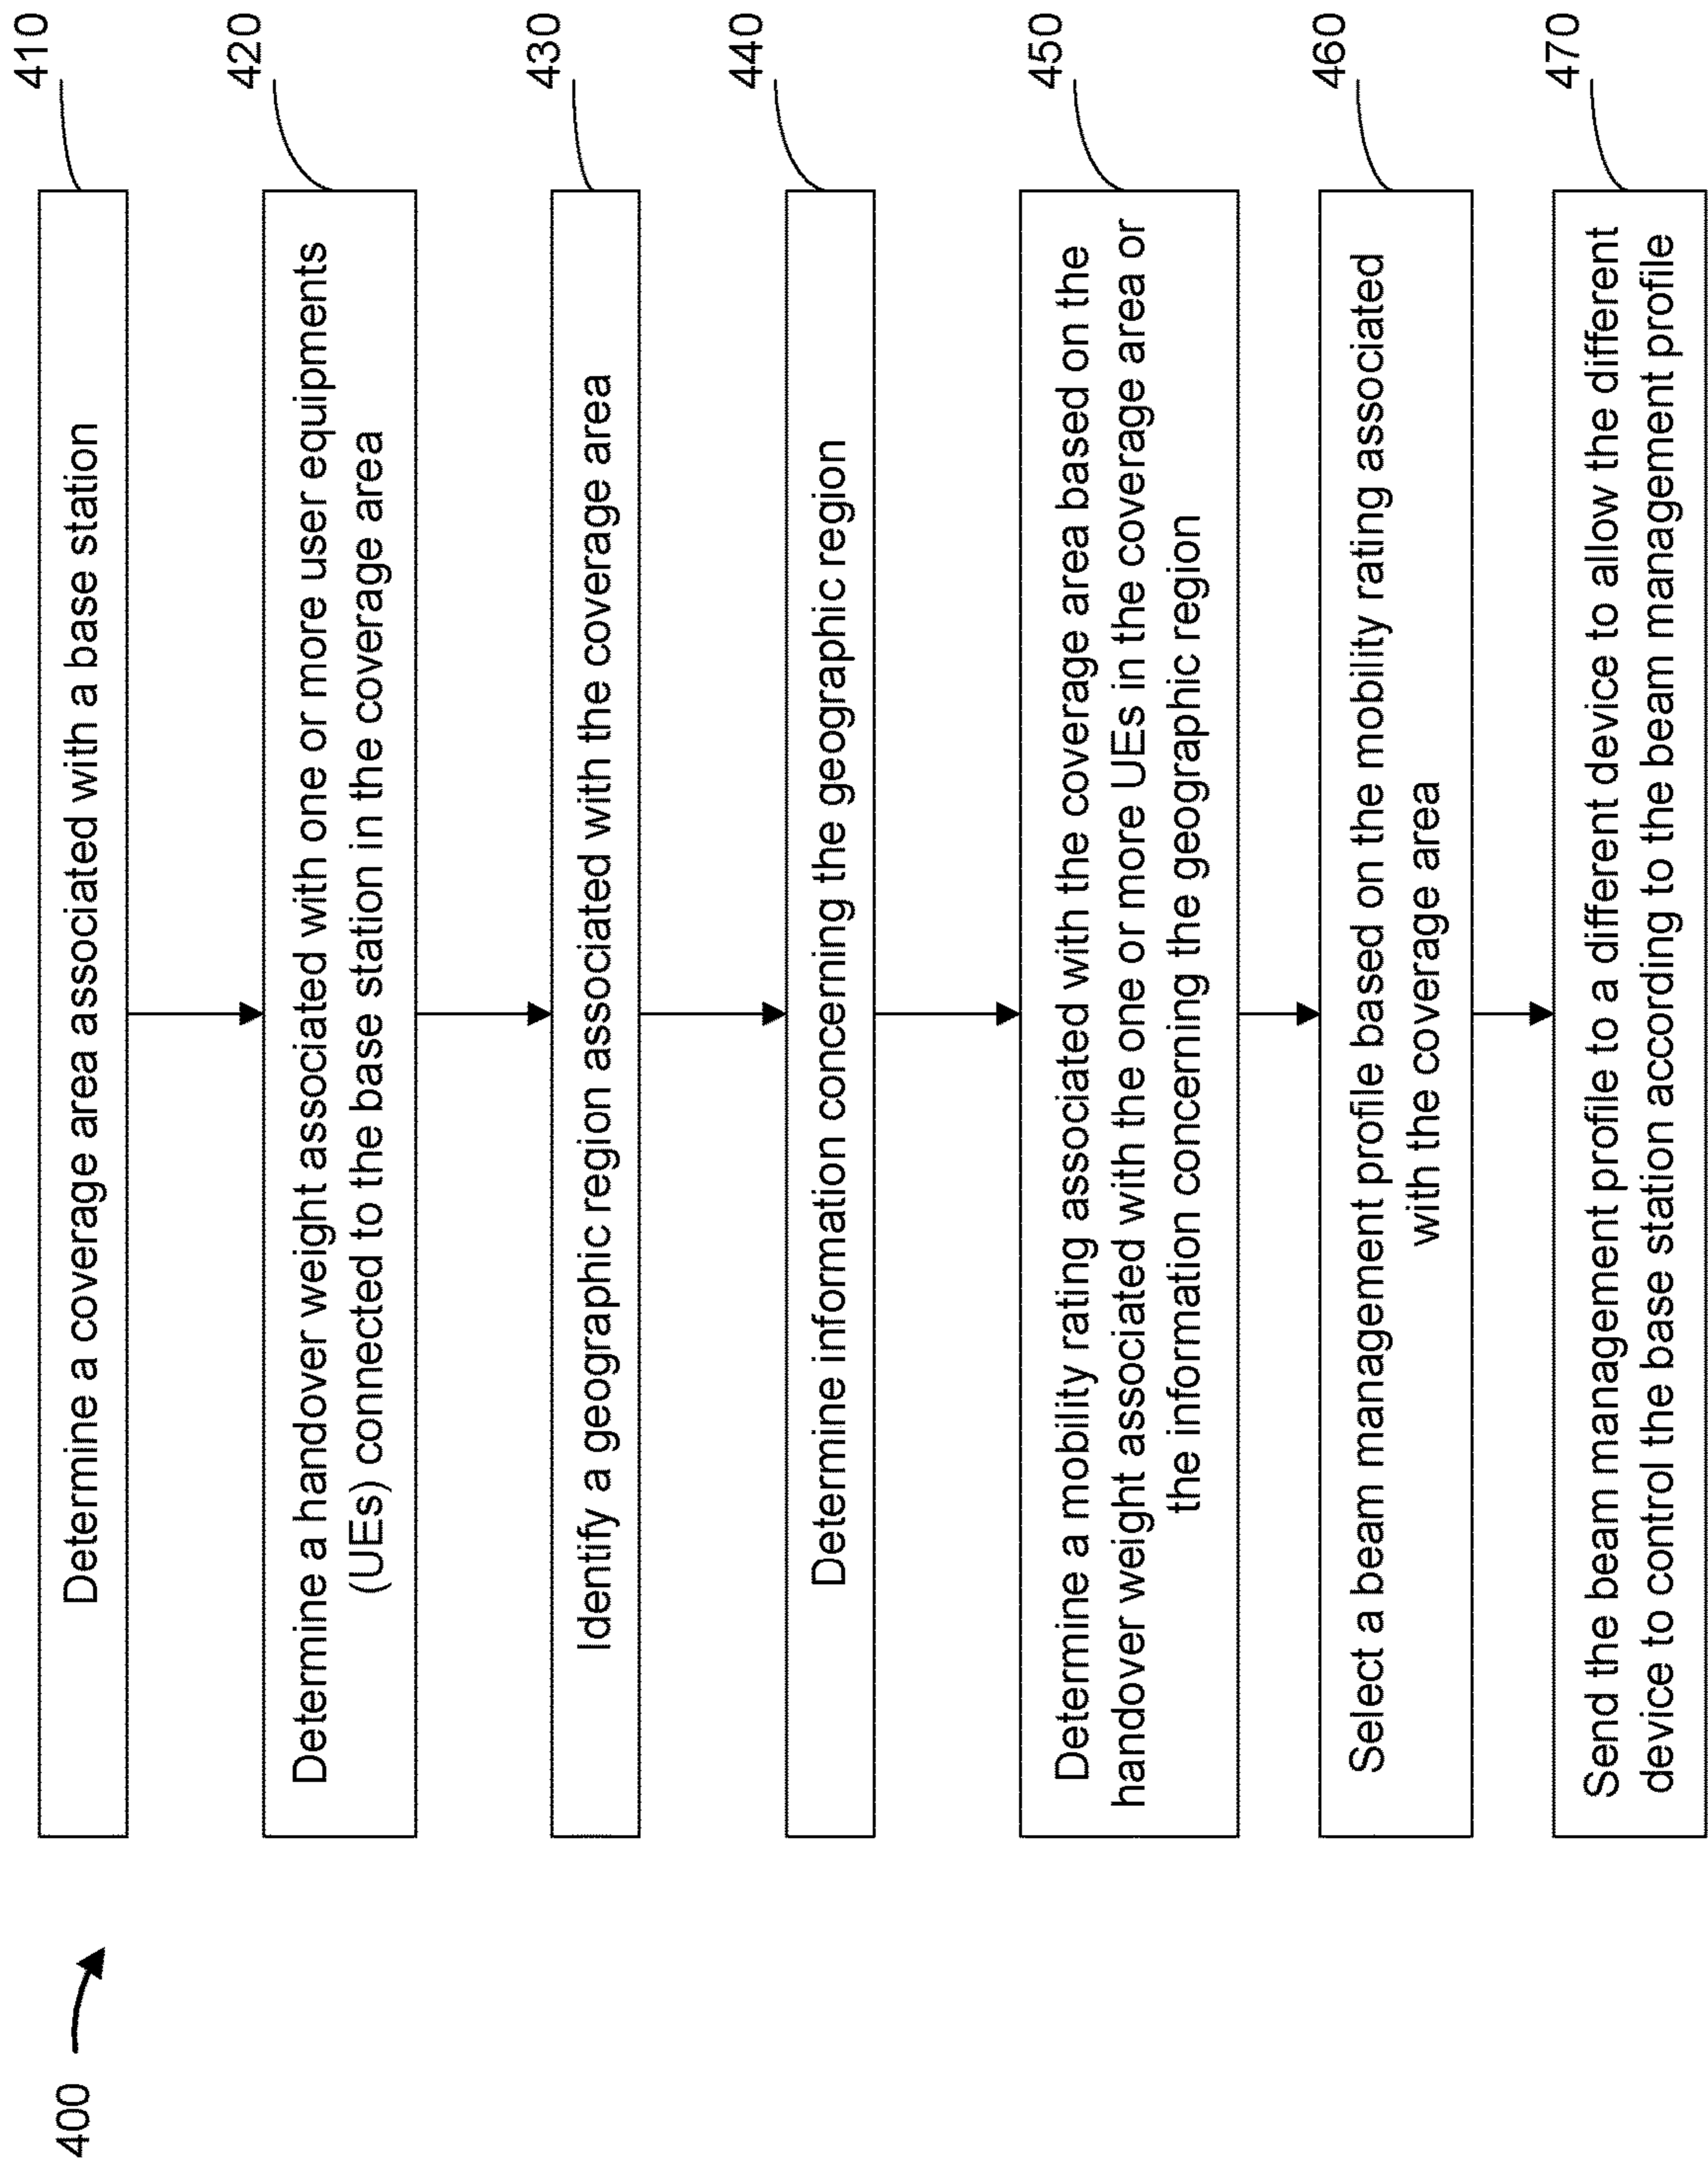 400
410
Determine a coverage area associated with a base station
420
Determine a handover weight associated with one or more user equipments
(UEs) connected to the base station in the coverage area
430
Identify a geographic region associated with the coverage area
440
Determine information concerning the geographic region
450
Determine a mobility rating associated with the coverage area based on the
handover weight associated with the one or more UEs in the coverage area or
the information concerning the geographic region
460
Select a beam management profile based on the mobility rating associated
with the coverage area
470
Send the beam management profile to a different device to allow the different
device to control the base station according to the beam management profile